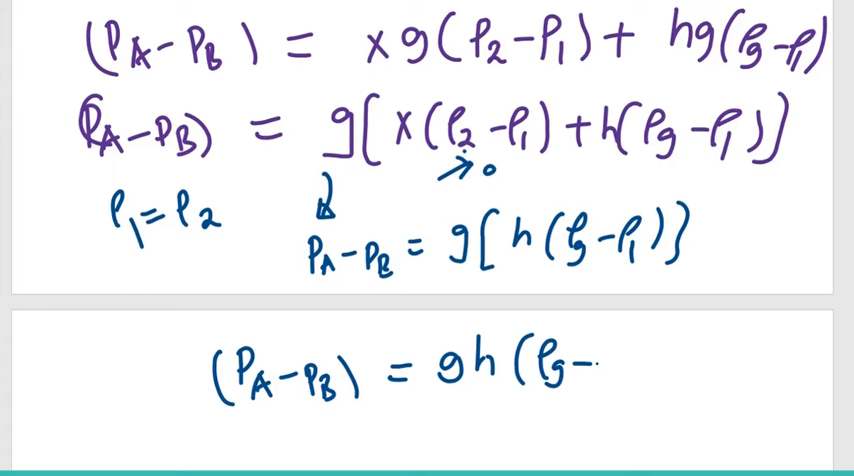 (P_A - P_B) = xg(ρ_2 - ρ_1) + hg(ρ_g - ρ_1)
(P_A - P_B) = g[x(ρ_2 - ρ_1) + h(ρ_g - ρ_1)]
→ 0
ρ_1 = ρ_2
P_A - P_B = g[h(ρ_g - ρ_1)]
(P_A - P_B) = gh(ρ_g -